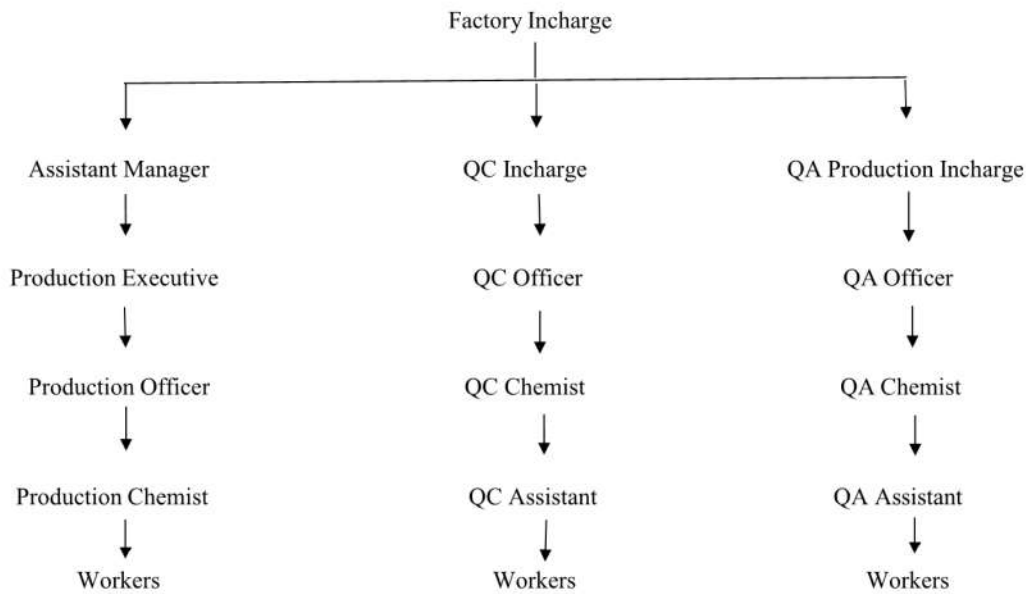 Factory Incharge
Assistant Manager QC Incharge QA Production Incharge
Production Executive QC Officer QA Officer
Production Officer QC Chemist QA Chemist
Production Chemist QC Assistant QA Assistant
Workers Workers Workers